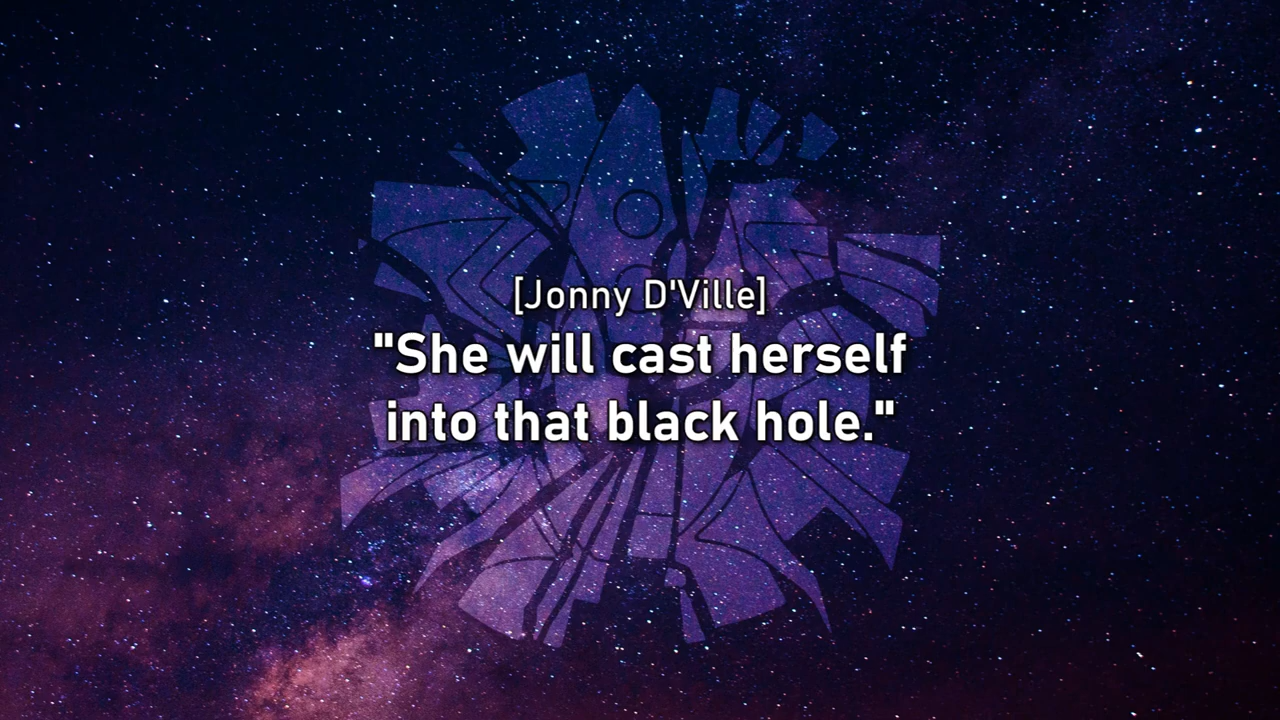 [Jonny D'Ville]
"She will cast herself
into that black hole."